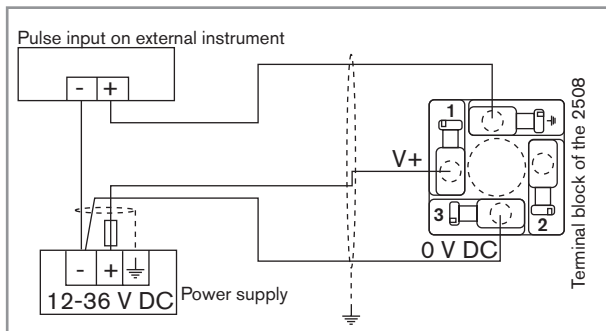 Pulse input on external instrument
- +
1
V+
3
2
0 V DC
- +
12-36 V DC
Power supply
Terminal block of the 2508